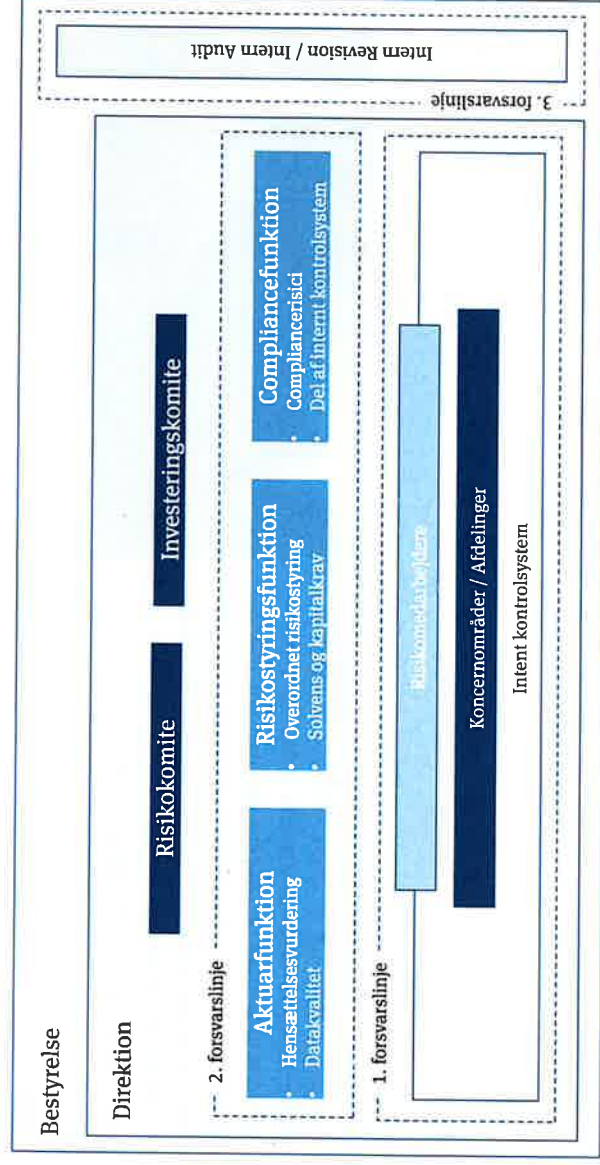 Bestyrelse
Direktion
Risikokomite
Investeringskomite
2. forsvarslinje
Aktuarfunktion
• Hensættelsesvurdering
• Datakvalitet
Risikostyringsfunktion
• Overordnet risikostyring
• Solvens og kapitalkrav
Compliancefunktion
• Compliancerisici
• Del af internt kontrolsystem
1. forsvarslinje
Risikomedarbejdere
Koncernområder / Afdelinger
Intent kontrolsystem
3. forsvarslinje
Intern Revision / Intern Audit